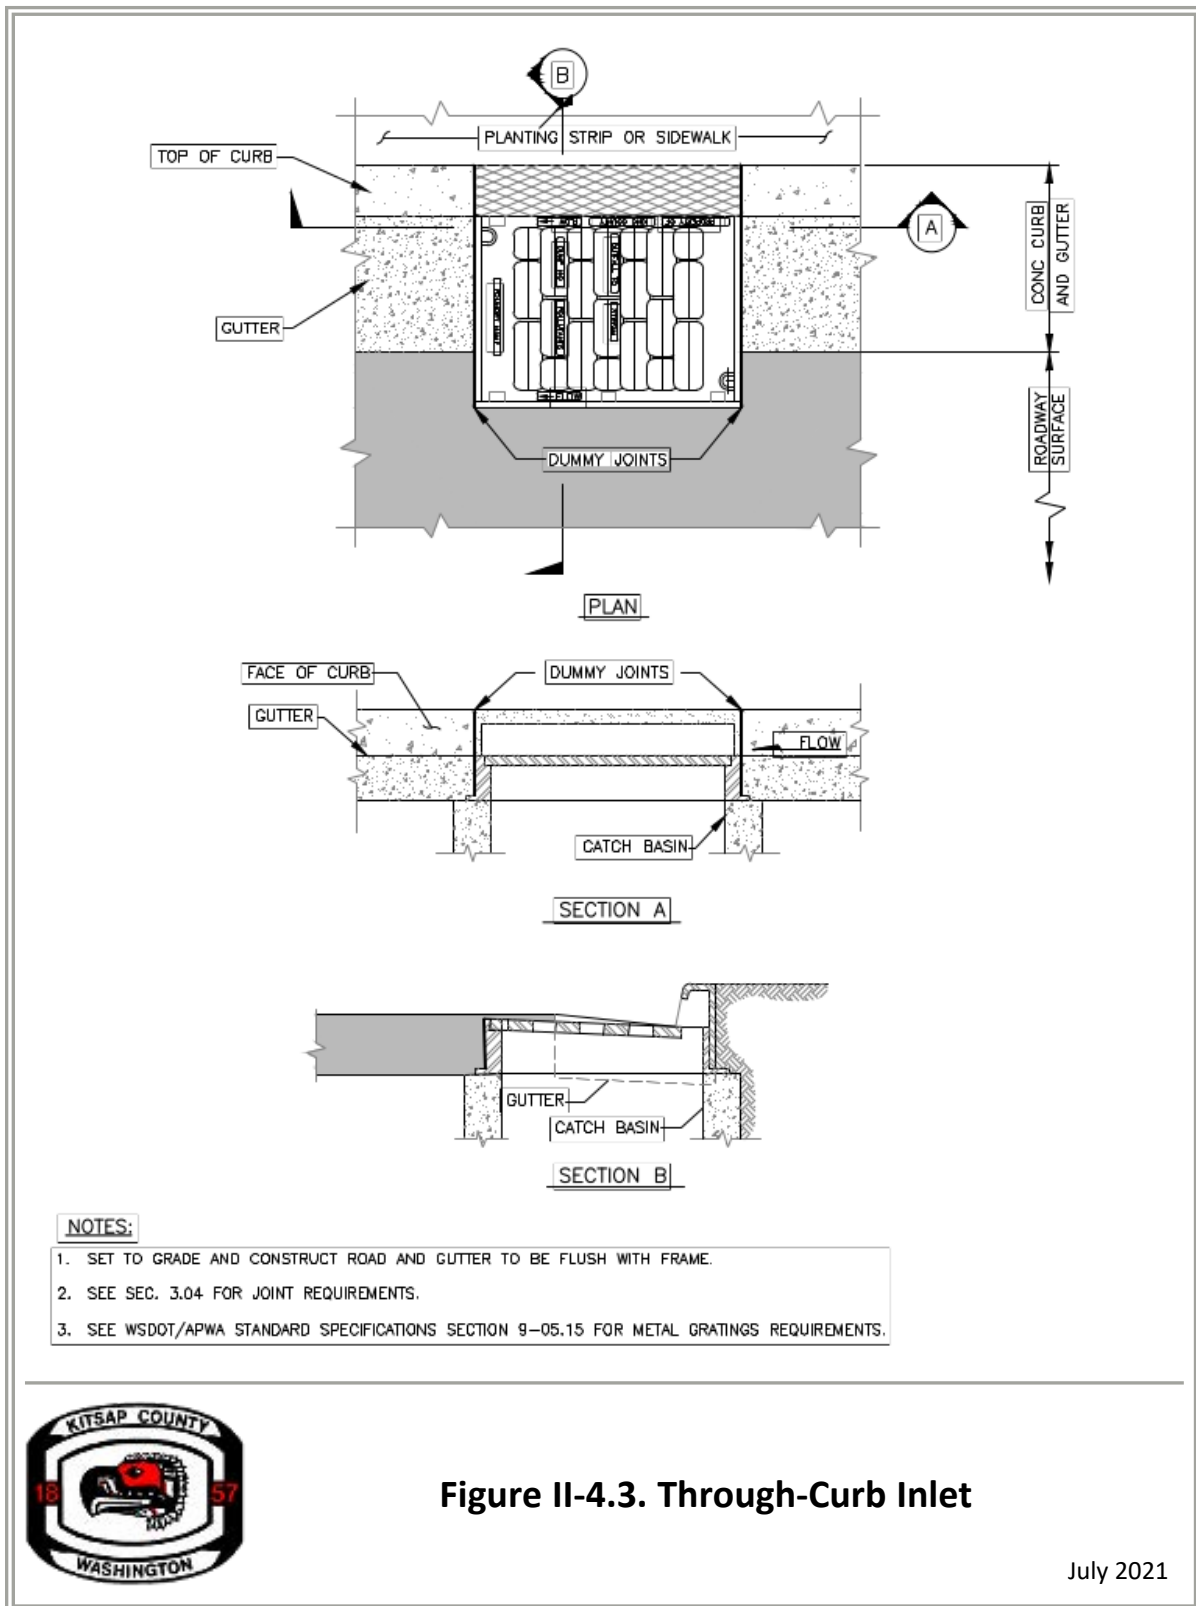 B
PLANTING STRIP OR SIDEWALK
TOP OF CURB
A
CONC CURB
AND GUTTER
GUTTER
FLOW
ROADWAY
SURFACE
DUMMY JOINTS
PLAN
FACE OF CURB
DUMMY JOINTS
GUTTER
FLOW
CATCH BASIN
SECTION A
GUTTER
CATCH BASIN
SECTION B
NOTES:
1. SET TO GRADE AND CONSTRUCT ROAD AND GUTTER TO BE FLUSH WITH FRAME.
2. SEE SEC. 3.04 FOR JOINT REQUIREMENTS.
3. SEE WSDOT/APWA STANDARD SPECIFICATIONS SECTION 9-05.15 FOR METAL GRATINGS REQUIREMENTS.
KITSAP COUNTY
18 57
WASHINGTON
Figure II-4.3. Through-Curb Inlet
July 2021